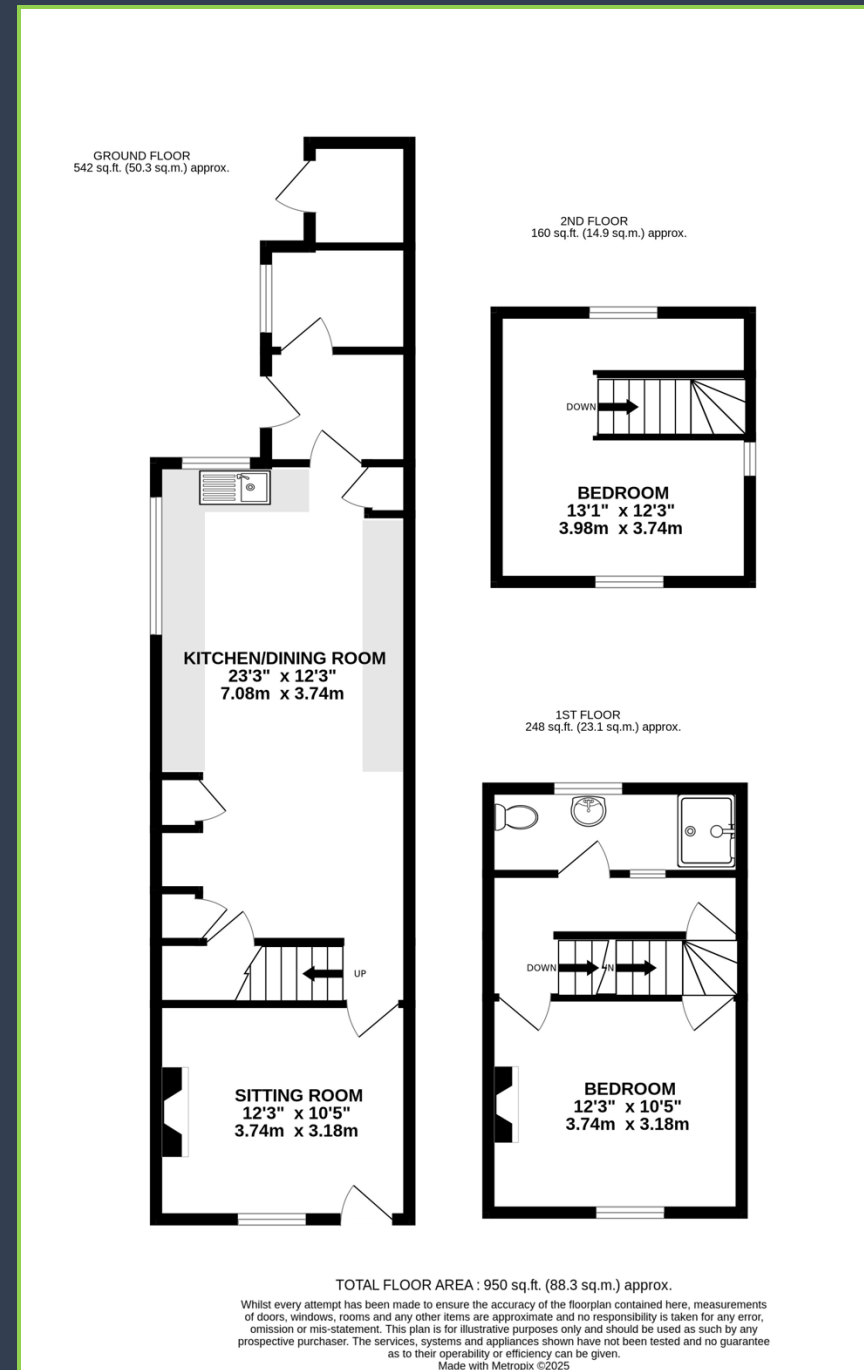 GROUND FLOOR
542 sq.ft. (50.3 sq.m.) approx.
2ND FLOOR
160 sq.ft. (14.9 sq.m.) approx.
DOWN
BEDROOM
13'1" x 12'3"
3.98m x 3.74m
KITCHEN/DINING ROOM
23'3" x 12'3"
7.08m x 3.74m
1ST FLOOR
248 sq.ft. (23.1 sq.m.) approx.
UP
DOWN
SITTING ROOM
12'3" x 10'5"
3.74m x 3.18m
BEDROOM
12'3" x 10'5"
3.74m x 3.18m
TOTAL FLOOR AREA : 950 sq.ft. (88.3 sq.m.) approx.
Whilst every attempt has been made to ensure the accuracy of the floorplan contained here, measurements
of doors, windows, rooms and any other items are approximate and no responsibility is taken for any error,
omission or mis-statement. This plan is for illustrative purposes only and should be used as such by any
prospective purchaser. The services, systems and appliances shown have not been tested and no guarantee
as to their operability or efficiency can be given.
Made with Metropix ©2025